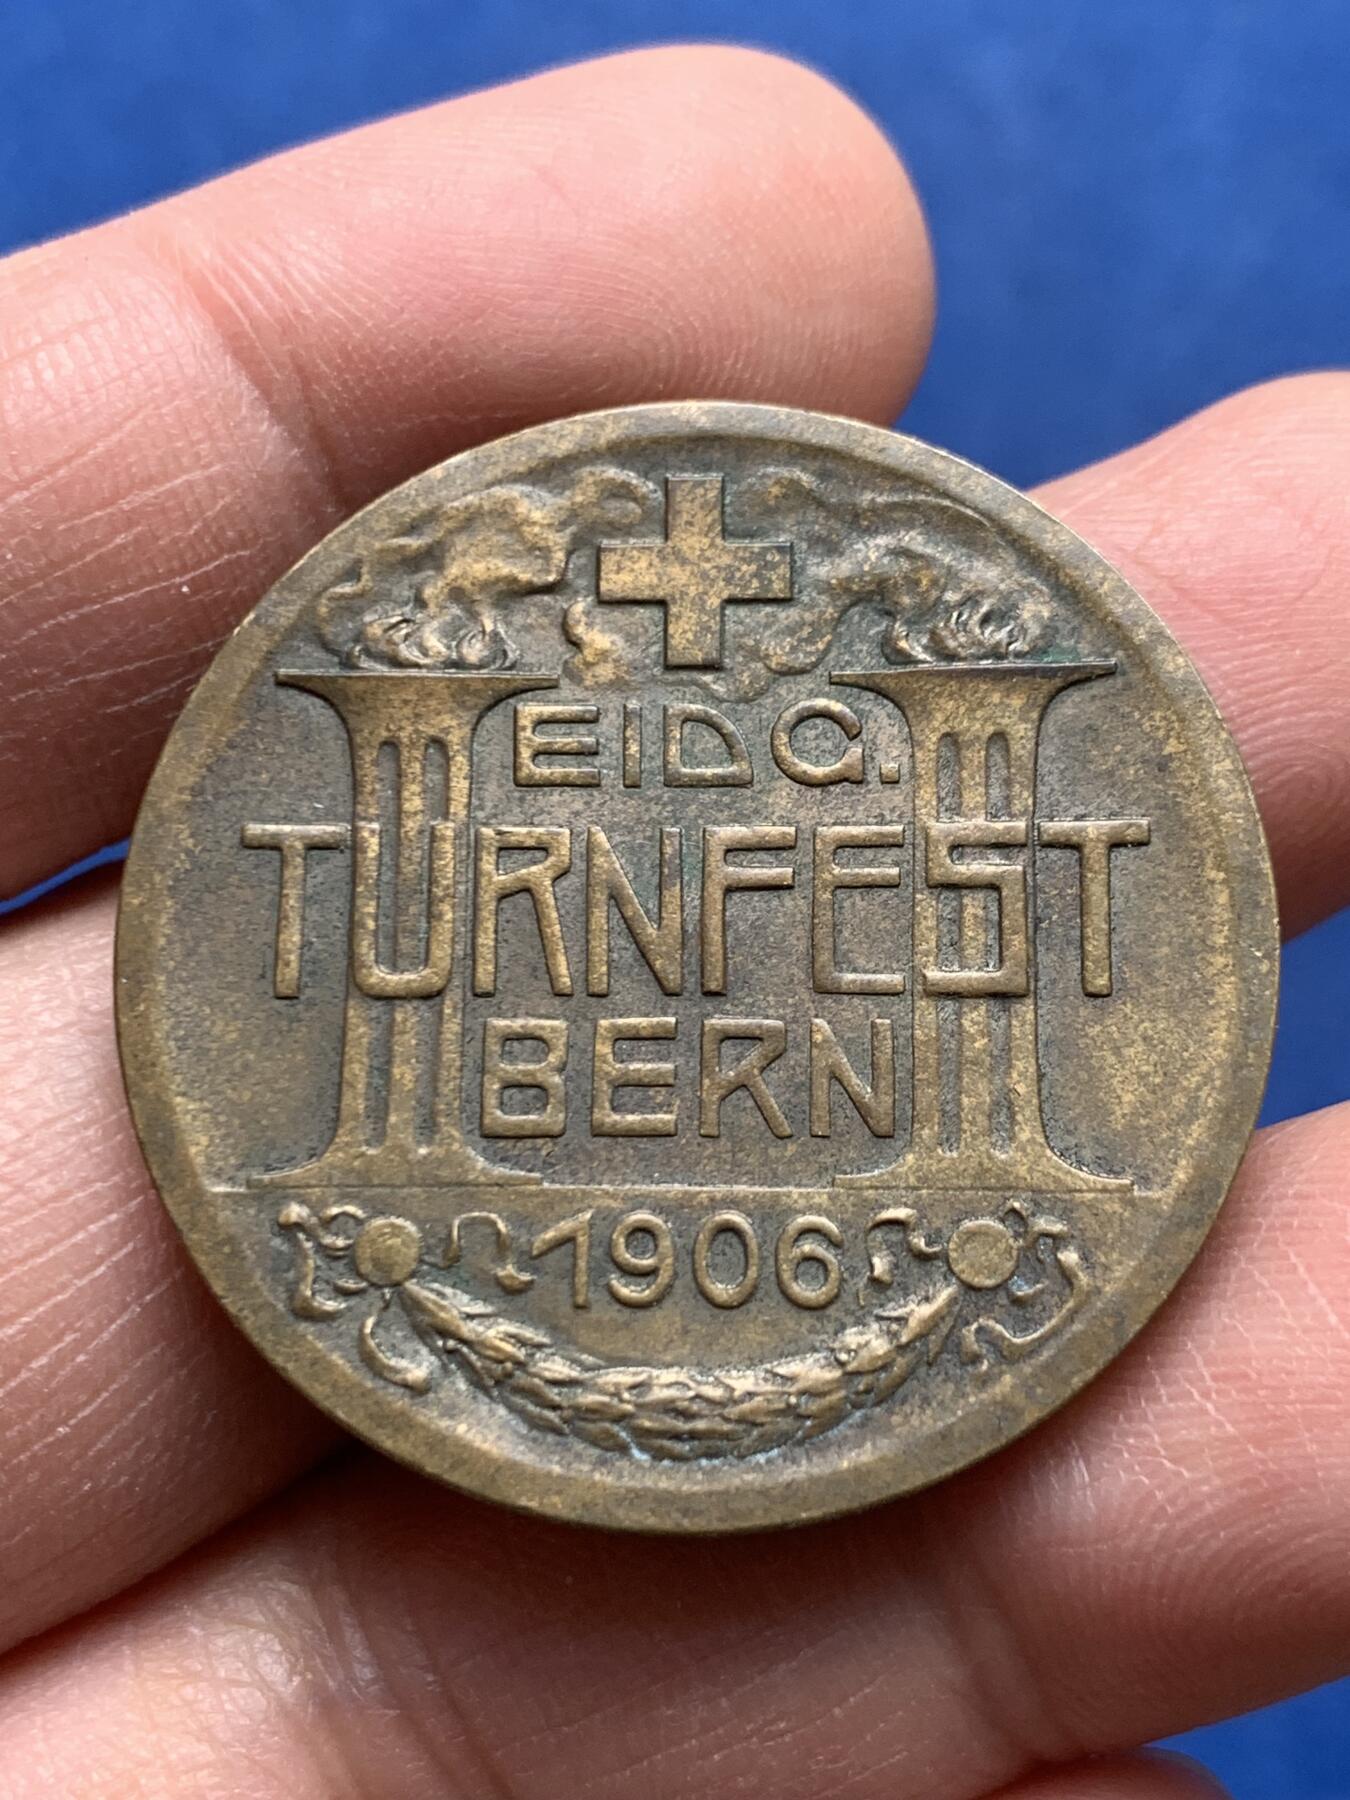 EIDG.
TURNFEST
BERN
1906